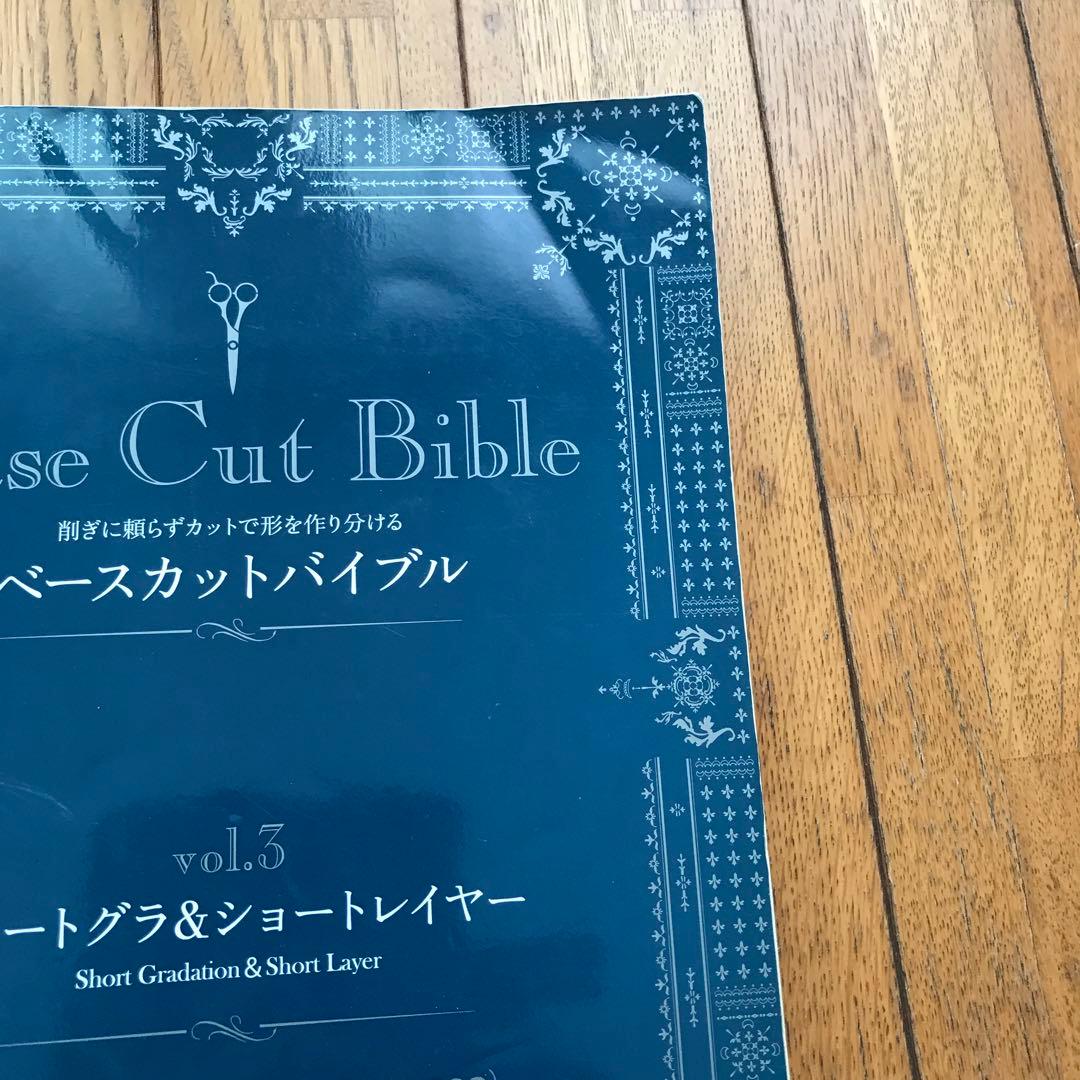 se Cut Bible
削ぎに頼らずカットで形を作り分ける
ベースカットバイブル
vol.3
ートグラ&ショートレイヤー
Short Gradation & Short Layer